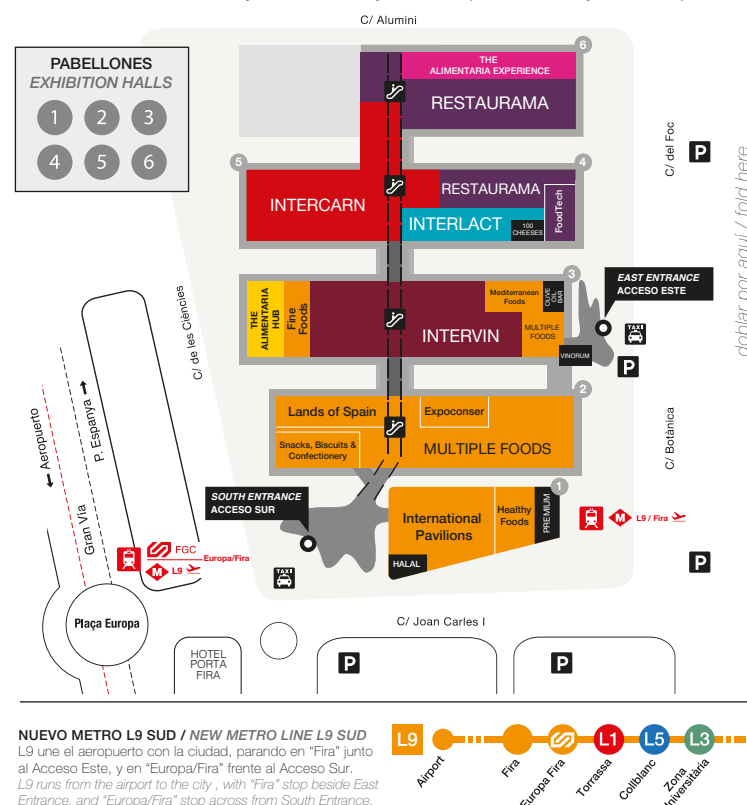 C/ Alumini
PABELLONES
EXHIBITION HALLS
1 2 3
4 5 6
6
THE
ALIMENTARIA EXPERIENCE
RESTAURAMA
C/ del Foc
P
doblar por aquí / fold here
5
INTERCARN
4
RESTAURAMA
INTERLACT
100
CHEESES
FoodTech
C/ de les Ciències
3
THE
ALIMENTARIA
HUB
Fine
Foods
INTERVIN
Mediterranean
Foods
OLIVE
OIL
BAR
MULTIPLE
FOODS
VINORUM
EAST ENTRANCE
ACCESO ESTE
TAXI
P
2
Lands of Spain
Expoconser
Snacks, Biscuits &
Confectionery
MULTIPLE FOODS
C/ Botànica
Aeropuerto
P. Espanya
Gran Vía
SOUTH ENTRANCE
ACCESO SUR
1
International
Pavilions
Healthy
Foods
PREMIUM
HALAL
M L9 / Fira
FGC
Europa/Fira
M L9
TAXI
P
Plaça Europa
C/ Joan Carles I
HOTEL
PORTA
FIRA
P
P
NUEVO METRO L9 SUD / NEW METRO LINE L9 SUD
L9 une el aeropuerto con la ciudad, parando en “Fira” junto
al Acceso Este, y en “Europa/Fira” frente al Acceso Sur.
L9 runs from the airport to the city , with “Fira” stop beside East
Entrance, and “Europa/Fira” stop across from South Entrance.
L9
L1
L5
L3
Airport
Fira
Europa Fira
Torrassa
Collblanc
Zona
Universitària